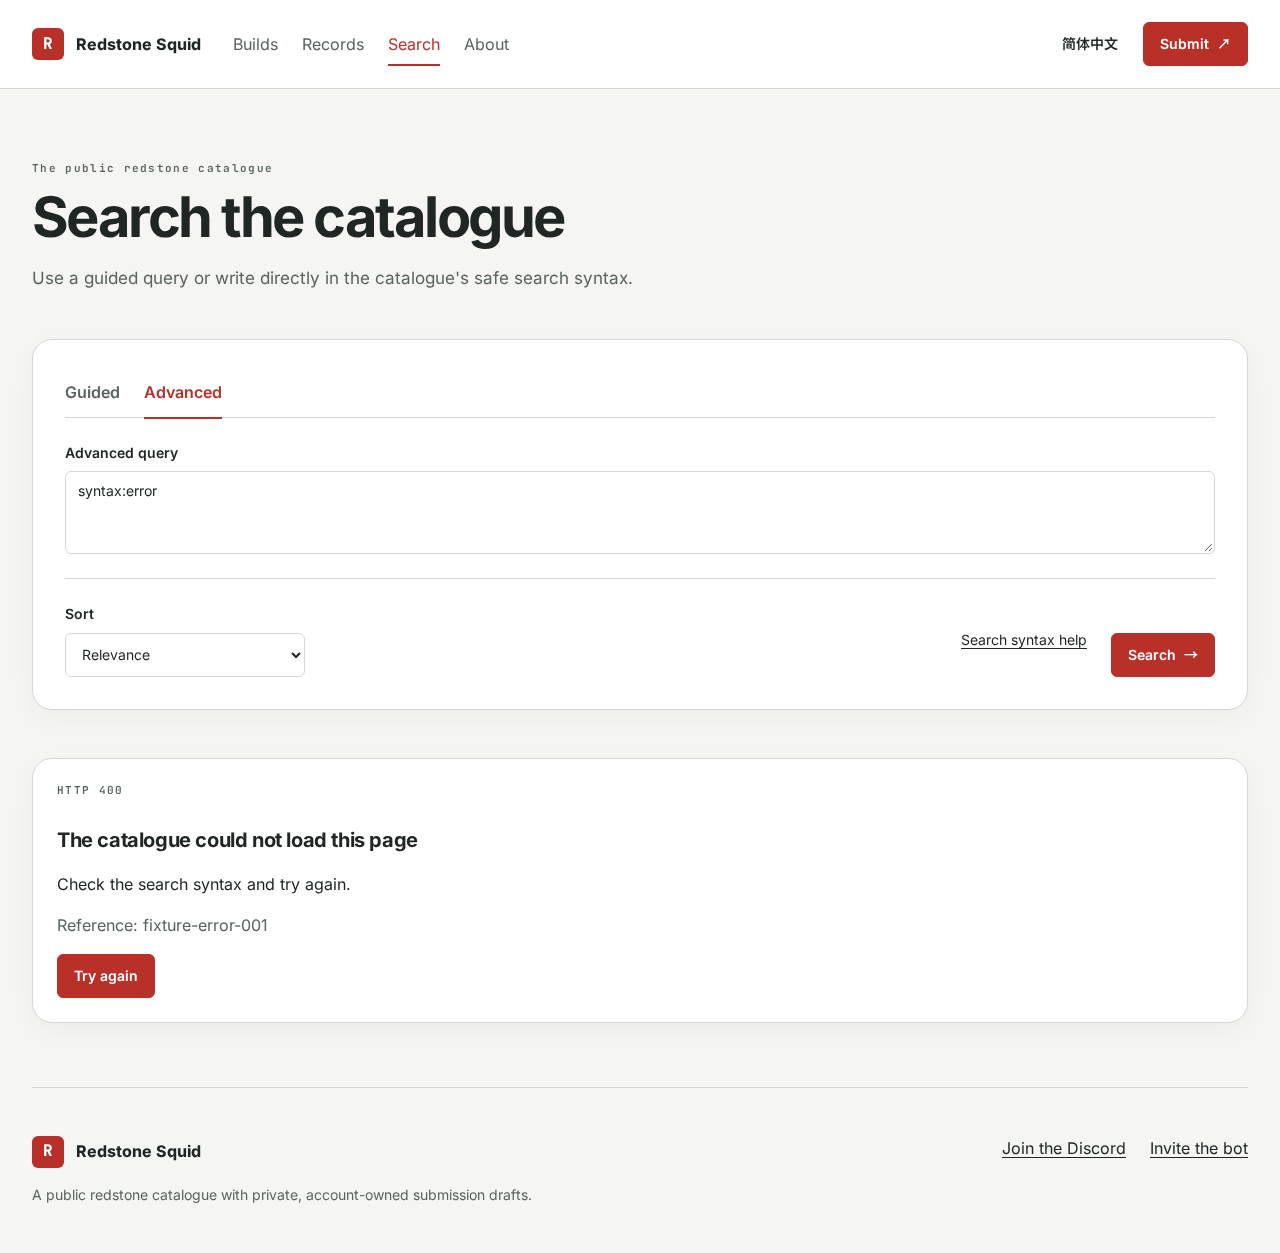 R Redstone Squid Builds Records Search About 简体中文 Submit ↗
The public redstone catalogue
Search the catalogue
Use a guided query or write directly in the catalogue's safe search syntax.
Guided Advanced
Advanced query
syntax:error
Sort
Relevance Search syntax help Search →
HTTP 400
The catalogue could not load this page
Check the search syntax and try again.
Reference: fixture-error-001
Try again
R Redstone Squid Join the Discord Invite the bot
A public redstone catalogue with private, account-owned submission drafts.